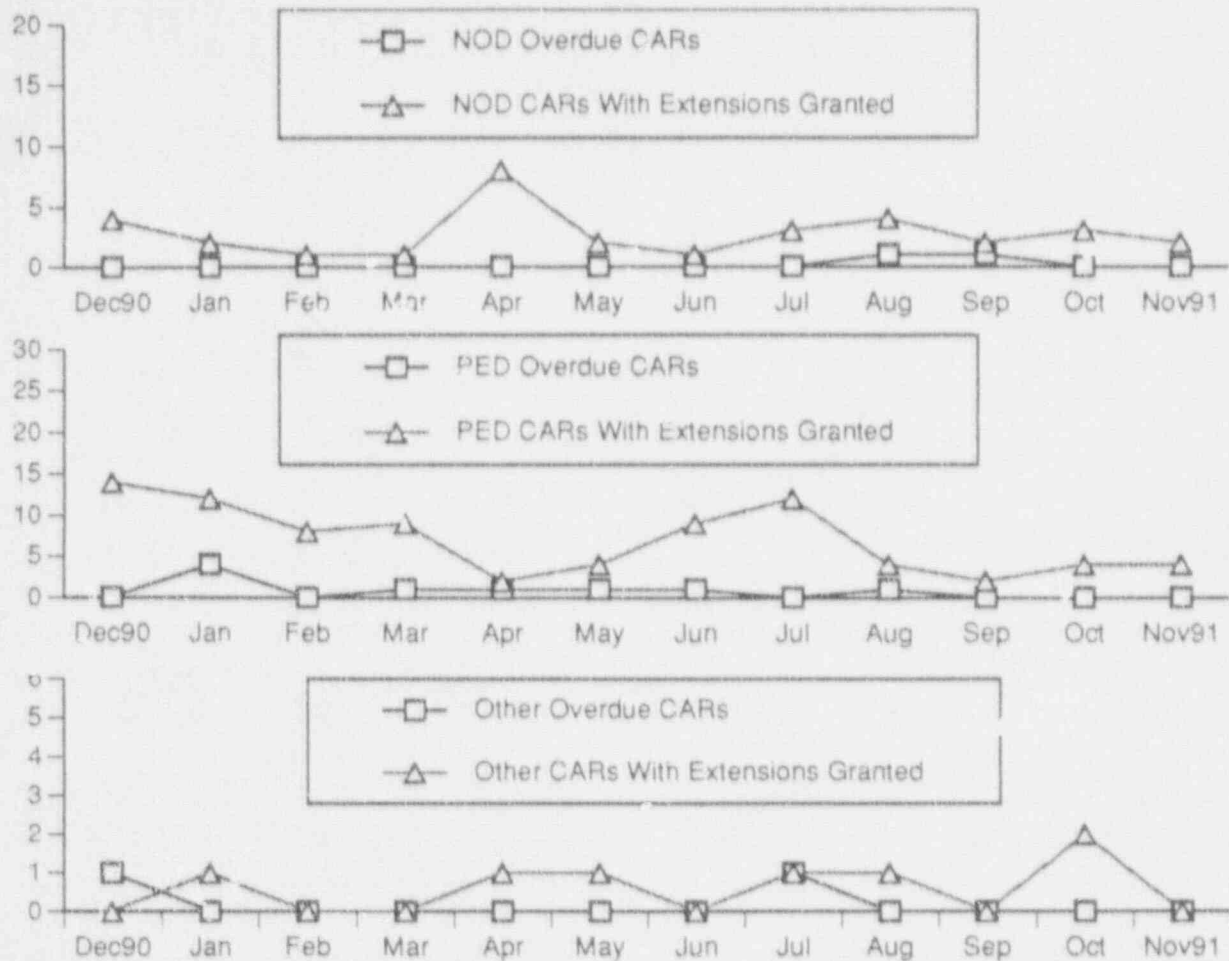 20
NOD Overdue CARs
15
NOD CARs With Extensions Granted
10
5
0
Dec90 Jan Feb Mar Apr May Jun Jul Aug Sep Oct Nov91
30
PED Overdue CARs
25
20
PED CARs With Extensions Granted
15
10
5
0
Dec90 Jan Feb Mar Apr May Jun Jul Aug Sep Oct Nov91
6
Other Overdue CARs
5
4
Other CARs With Extensions Granted
3
2
1
0
Dec90 Jan Feb Mar Apr May Jun Jul Aug Sep Oct Nov91